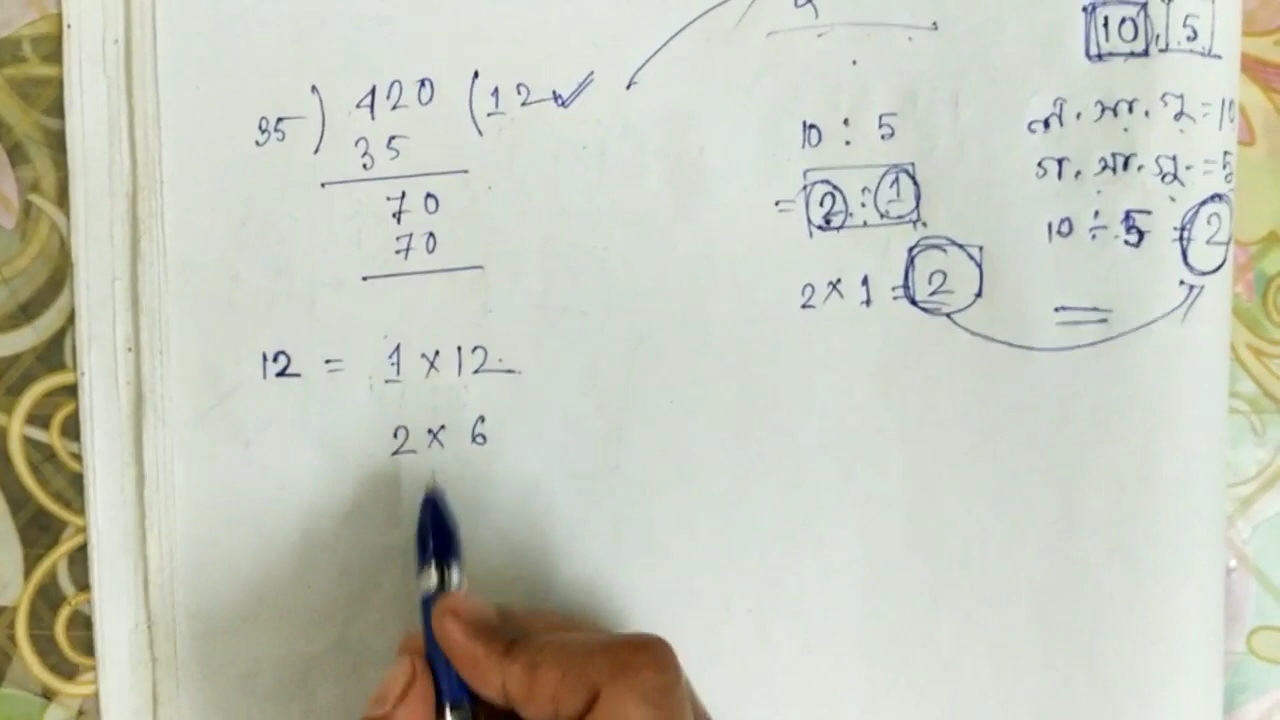 35 ) 420 ( 12
35
70
70
12 = 1 × 12
2 × 6
10 : 5
= 2 : 1
2 × 1 = 2
10, 5
ল. সা. গু. = 10
গ. সা. গু. = 5
10 ÷ 5 = 2